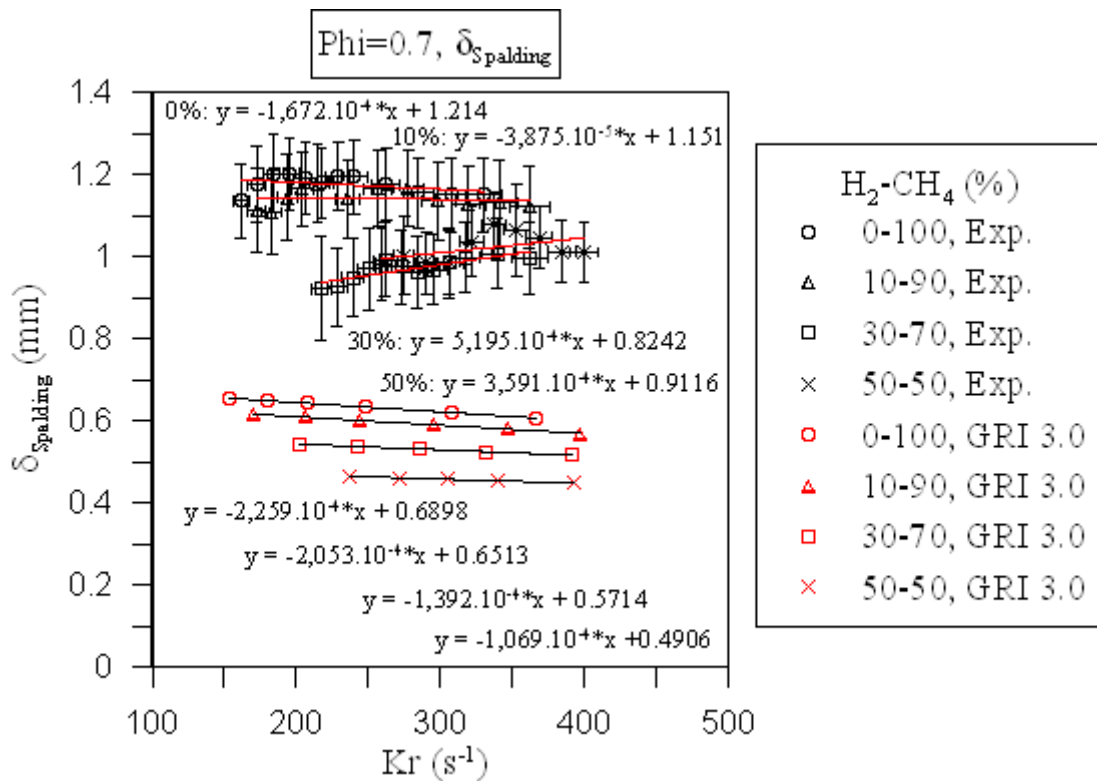 Phi=0.7, δSpalding
1.4
0%: y = -1,672.10⁻⁴*x + 1.214
10%: y = -3,875.10⁻⁵*x + 1.151
1.2
1
0.8
30%: y = 5,195.10⁻⁴*x + 0.8242
50%: y = 3,591.10⁻⁴*x + 0.9116
0.6
0.4
y = -2,259.10⁻⁴*x + 0.6898
y = -2,053.10⁻⁴*x + 0.6513
0.2
y = -1,392.10⁻⁴*x + 0.5714
y = -1,069.10⁻⁴*x +0.4906
0
δSpalding (mm)
100 200 300 400 500
Kr (s⁻¹)
H₂-CH₄ (%)
0-100, Exp.
10-90, Exp.
30-70, Exp.
50-50, Exp.
0-100, GRI 3.0
10-90, GRI 3.0
30-70, GRI 3.0
50-50, GRI 3.0